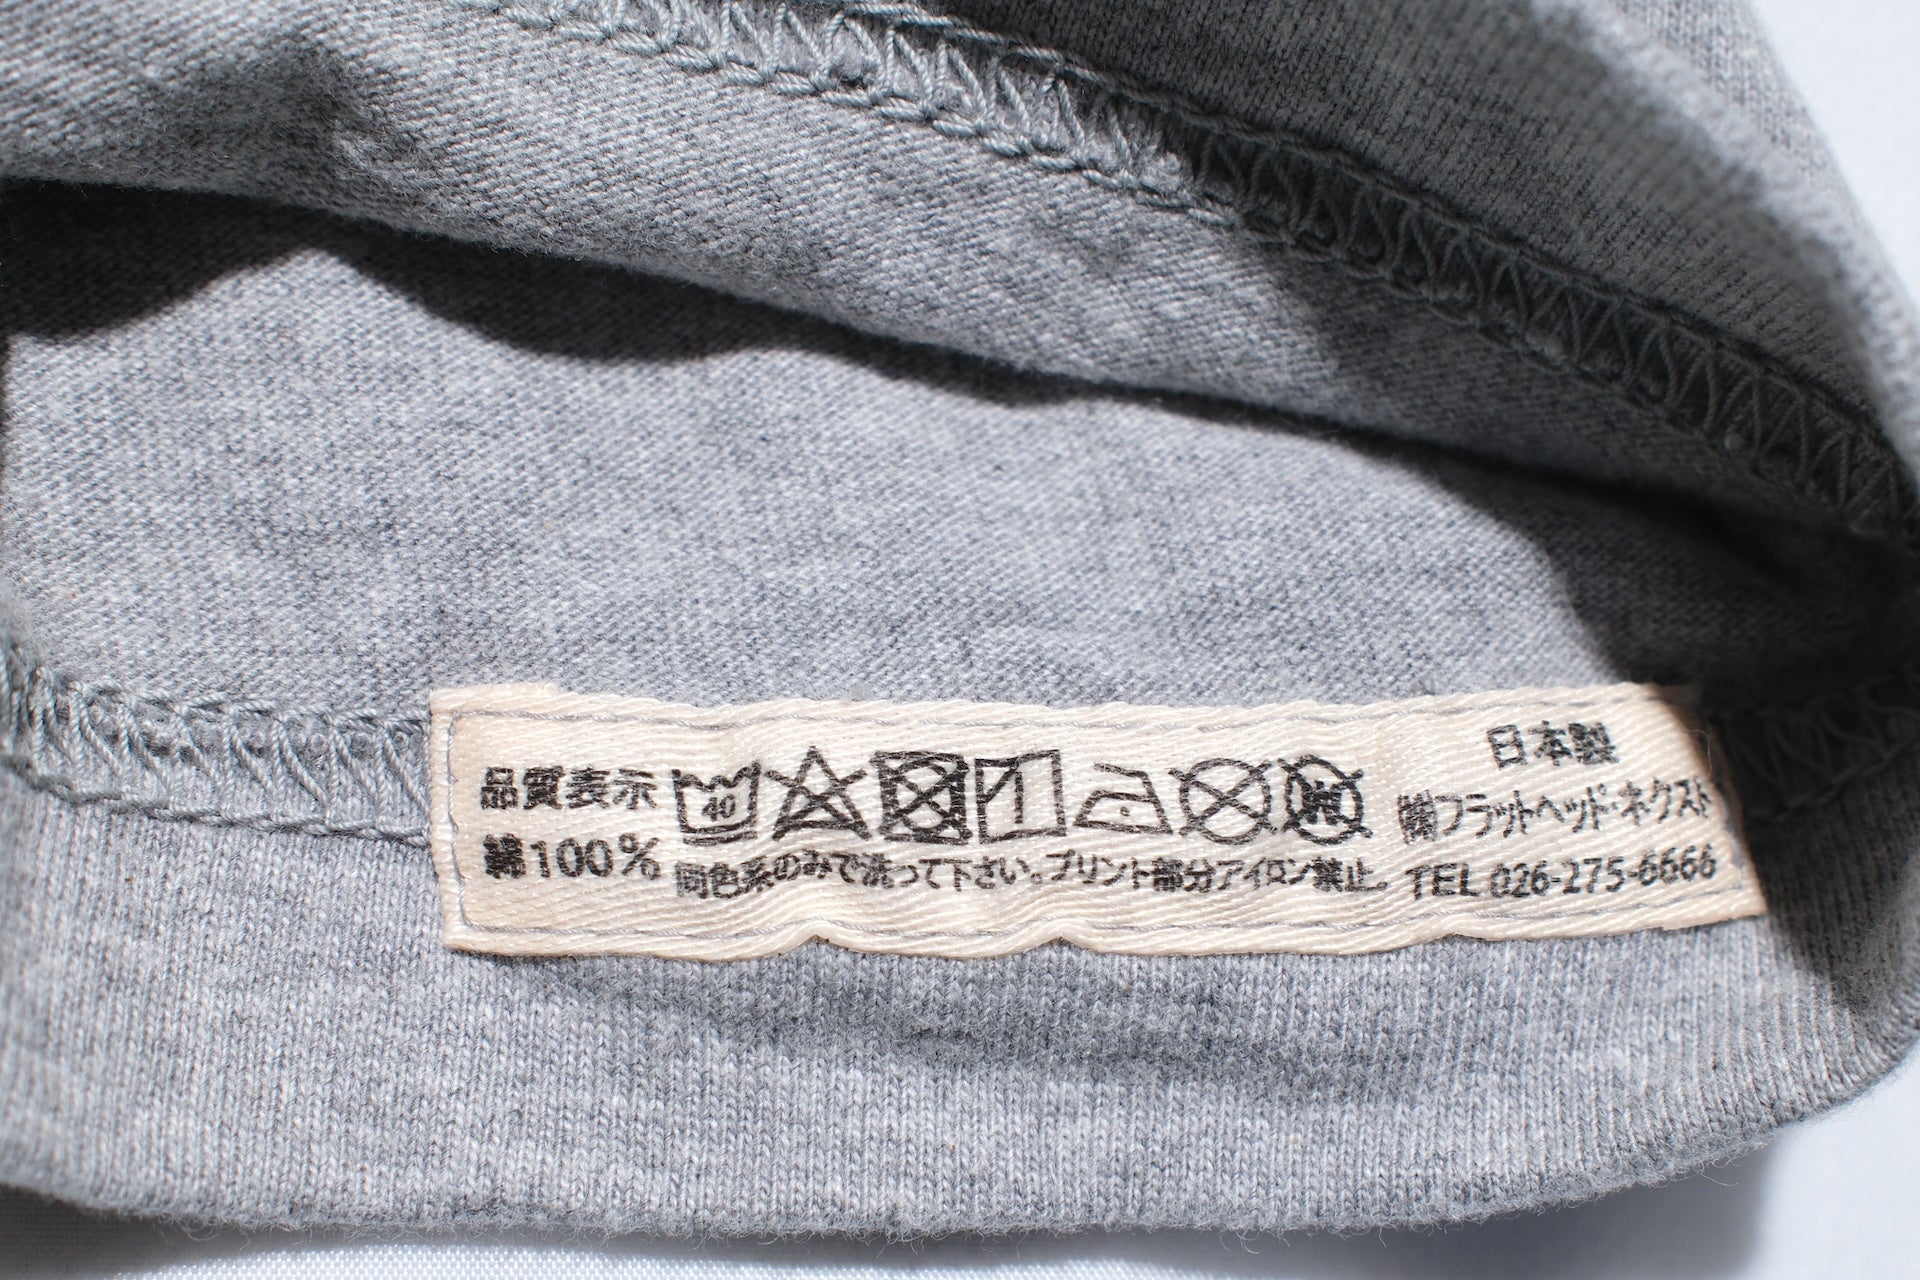 品質表示
綿100%
40
同色系のみで洗って下さい。プリント部分アイロン禁止。
日本製
㈱フラットヘッド・ネクスト
TEL 026-275-6666